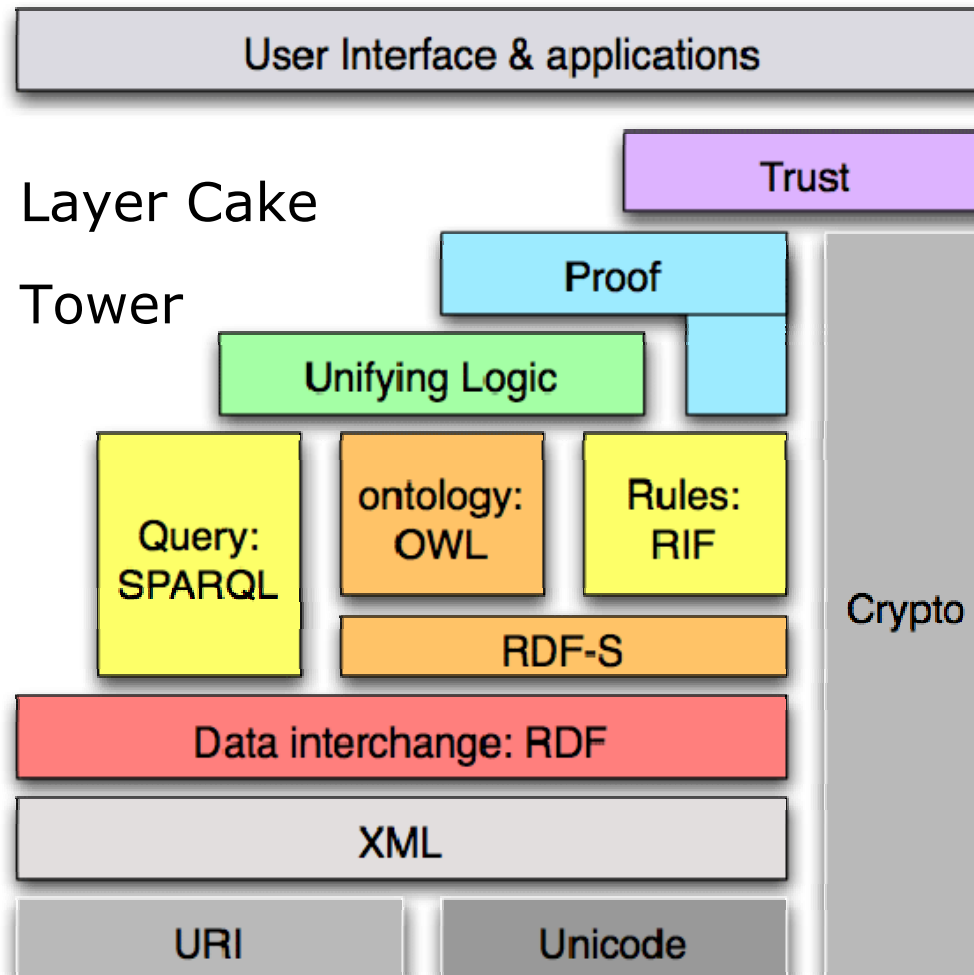 User Interface & applications
Trust
Layer Cake
Tower
Proof
Unifying Logic
Query:
SPARQL
ontology:
OWL
Rules:
RIF
Crypto
RDF-S
Data interchange: RDF
XML
URI
Unicode